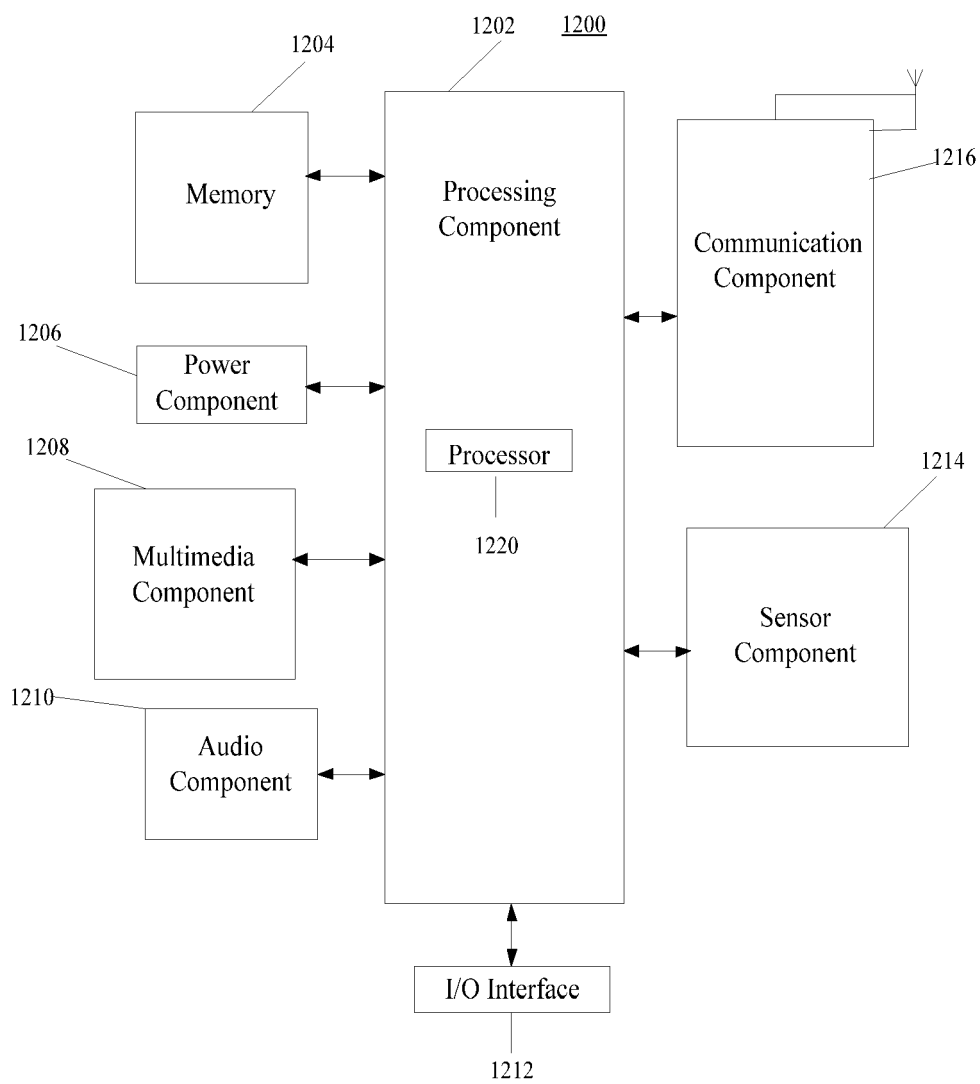 1202
1200
1204
Memory
Processing
Component
1216
Communication
Component
1206
Power
Component
1208
Multimedia
Component
Processor
1220
1214
Sensor
Component
1210
Audio
Component
I/O Interface
1212